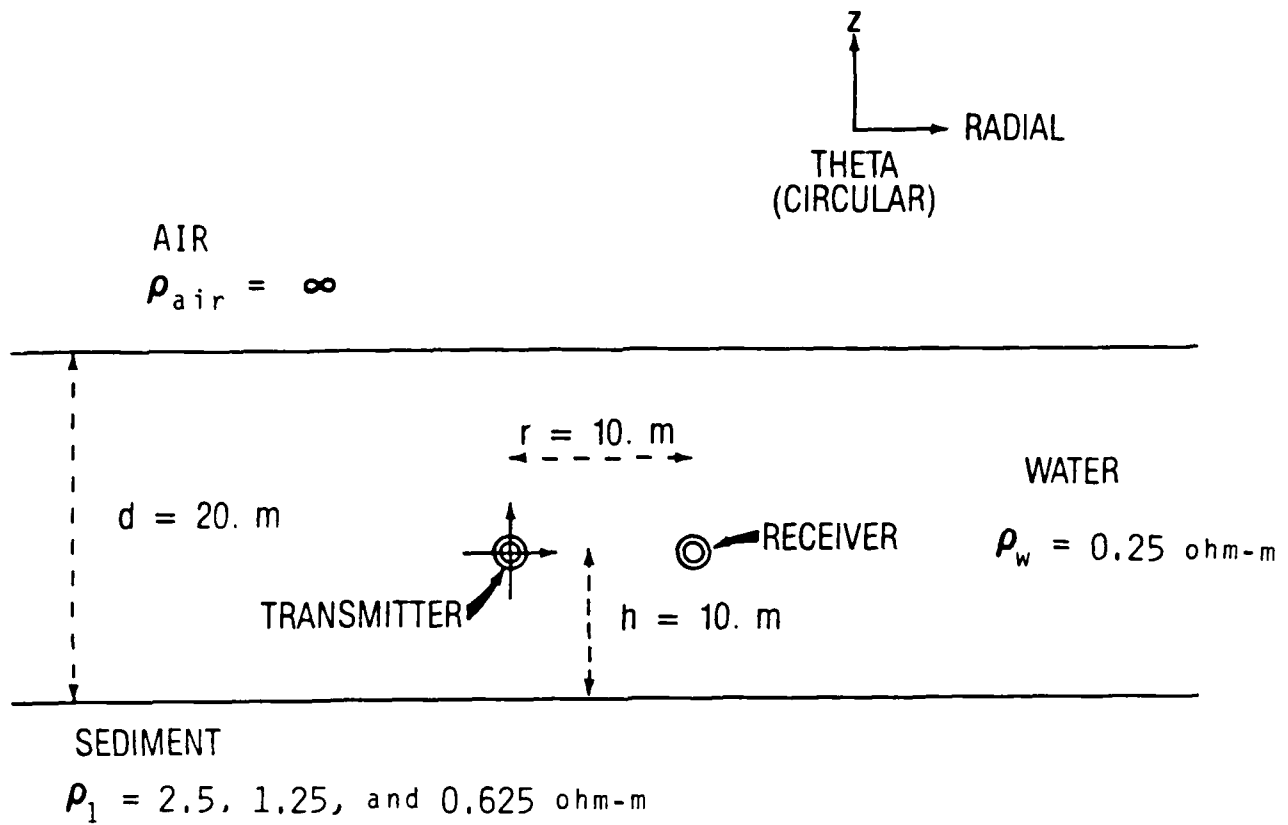 Z
RADIAL
THETA
(CIRCULAR)
AIR
ρair = ∞
r = 10. m
WATER
d = 20. m
RECEIVER
ρw = 0.25 ohm-m
TRANSMITTER
h = 10. m
SEDIMENT
ρ1 = 2.5, 1.25, and 0.625 ohm-m